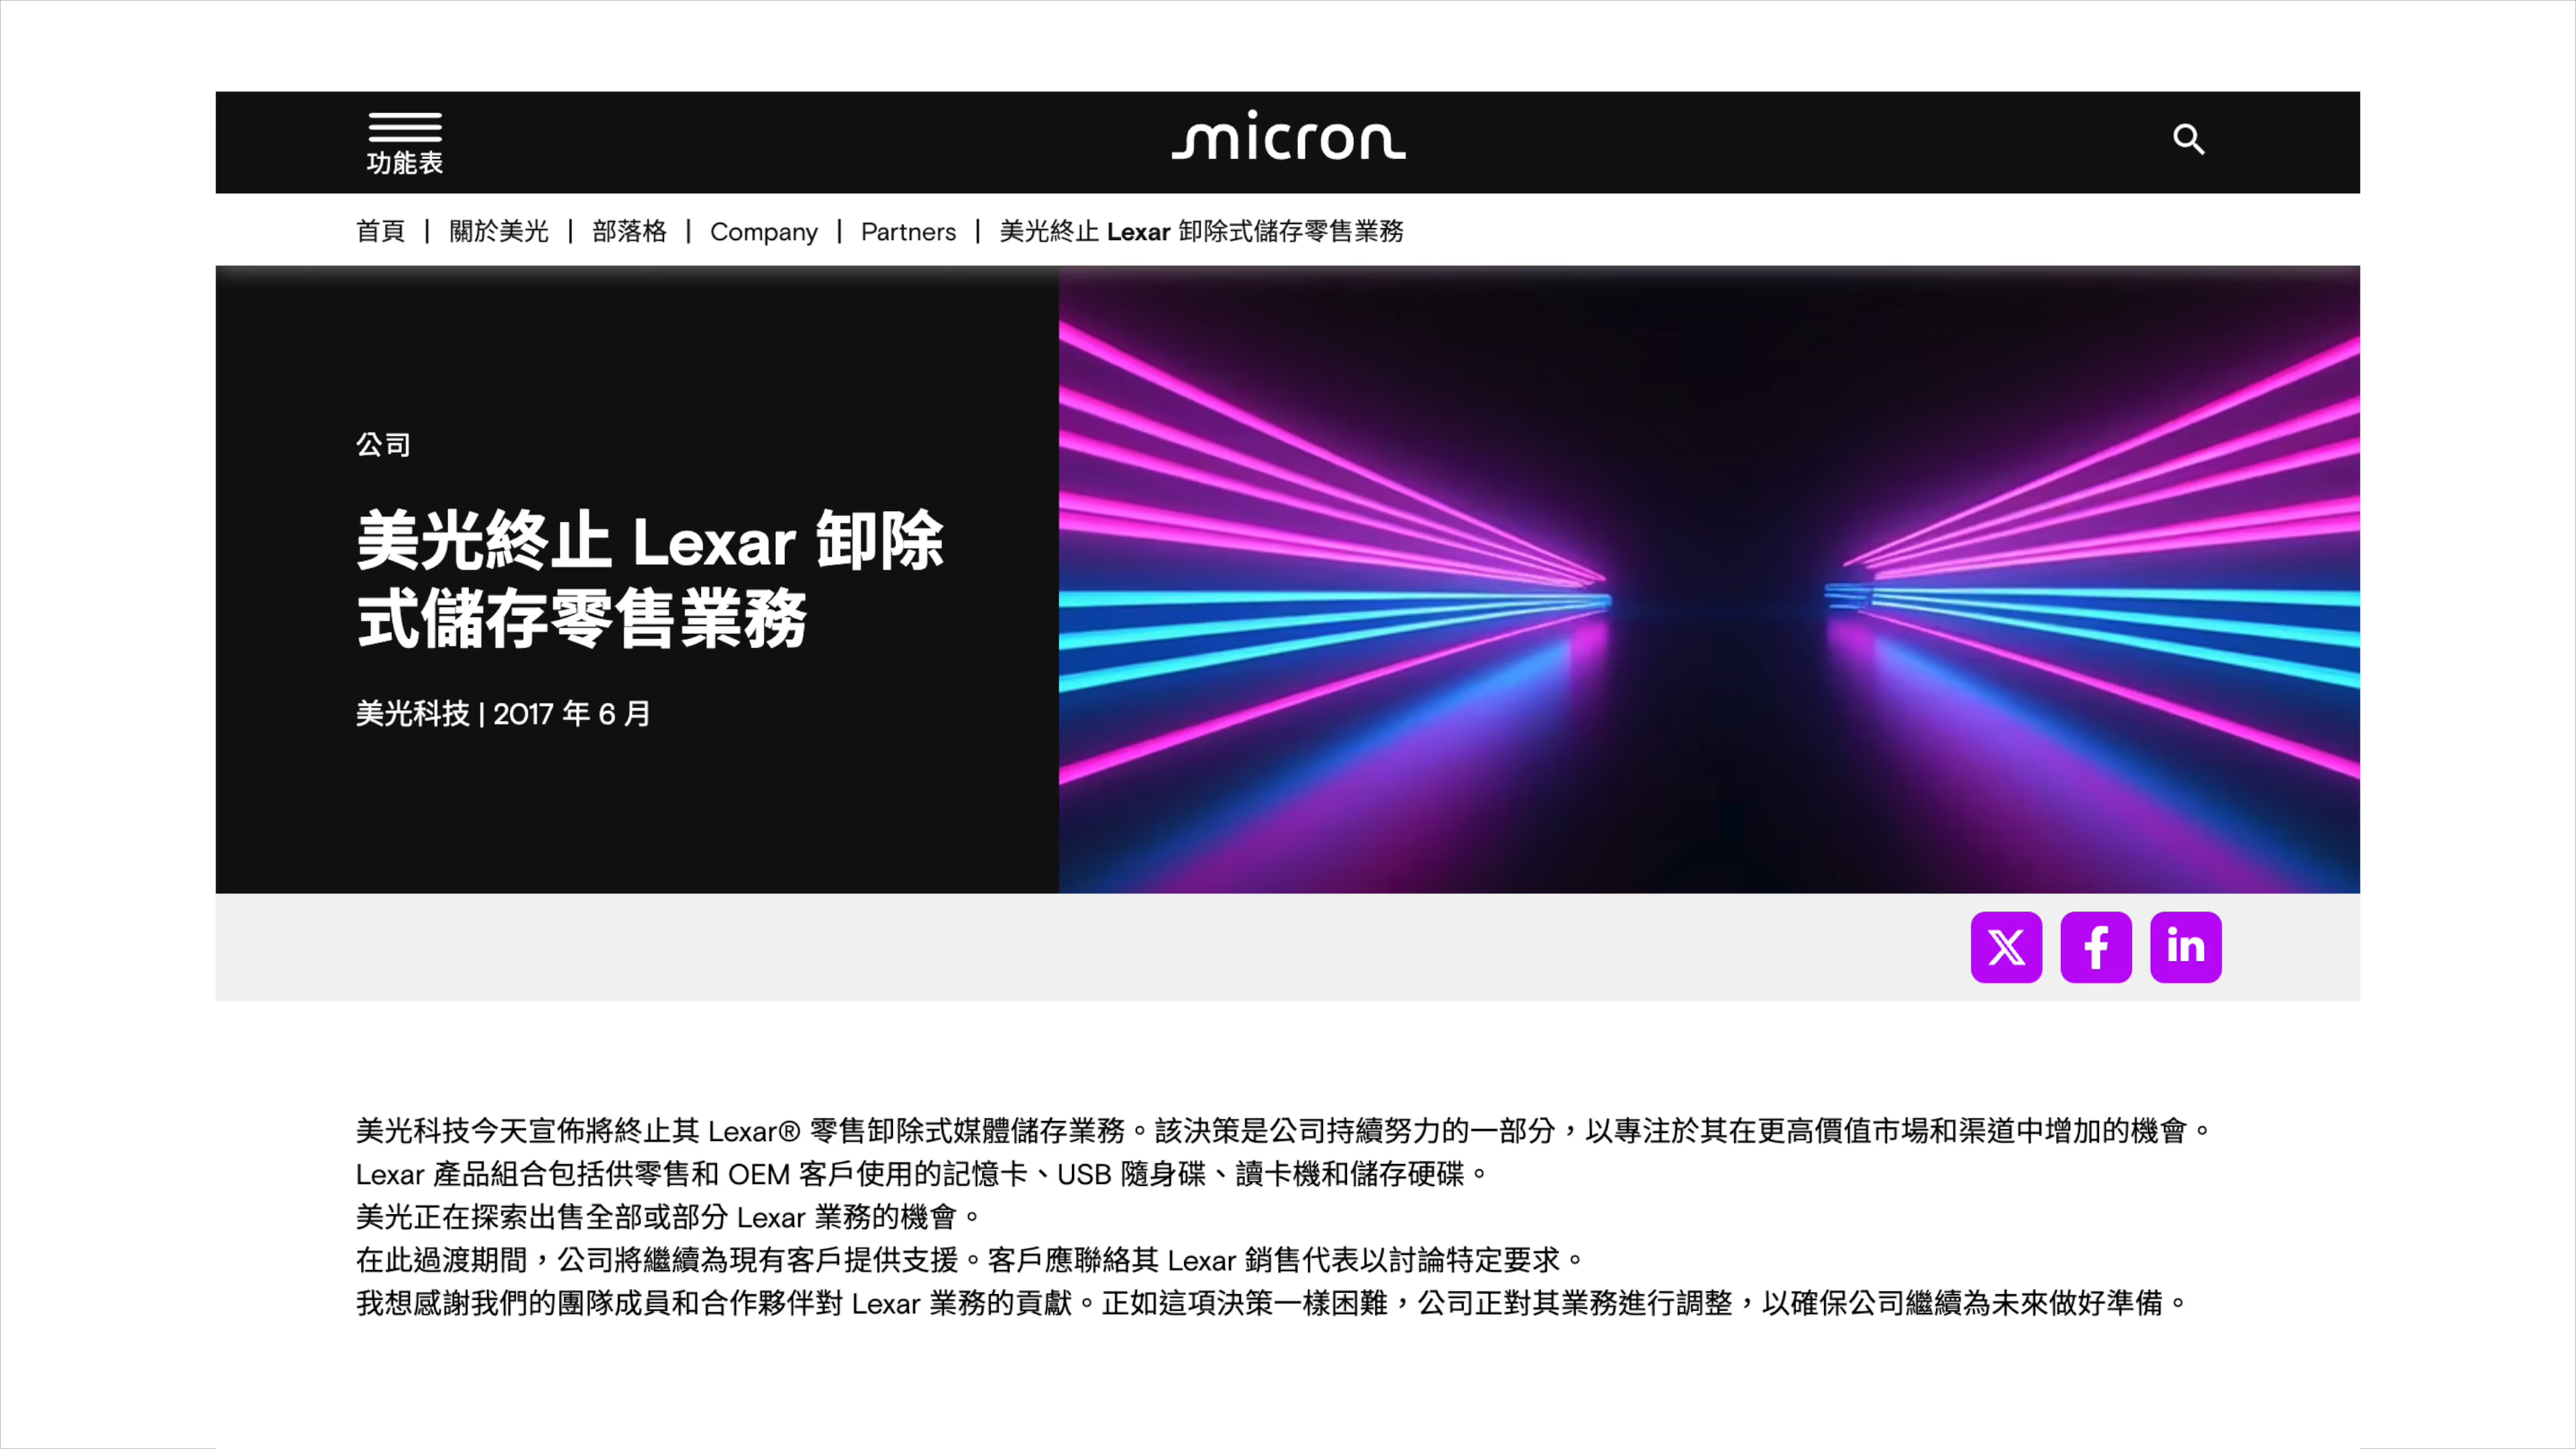 功能表
micron
首頁 | 關於美光 | 部落格 | Company | Partners | 美光終止 Lexar 卸除式儲存零售業務
公司
美光終止 Lexar 卸除
式儲存零售業務
美光科技 | 2017 年 6 月
X f in
美光科技今天宣佈將終止其 Lexar® 零售卸除式媒體儲存業務。該決策是公司持續努力的一部分，以專注於其在更高價值市場和渠道中增加的機會。
Lexar 產品組合包括供零售和 OEM 客戶使用的記憶卡、USB 隨身碟、讀卡機和儲存硬碟。
美光正在探索出售全部或部分 Lexar 業務的機會。
在此過渡期間，公司將繼續為現有客戶提供支援。客戶應聯絡其 Lexar 銷售代表以討論特定要求。
我想感謝我們的團隊成員和合作夥伴對 Lexar 業務的貢獻。正如這項決策一樣困難，公司正對其業務進行調整，以確保公司繼續為未來做好準備。